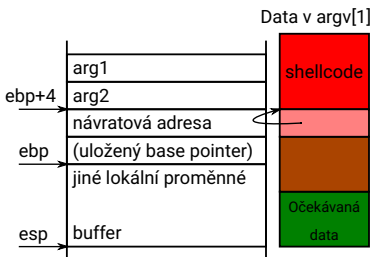 Data v argv[1]
arg1
shellcode
ebp+4
arg2
návratová adresa
ebp
(uložený base pointer)
jiné lokální proměnné
Očekávaná
data
esp
buffer